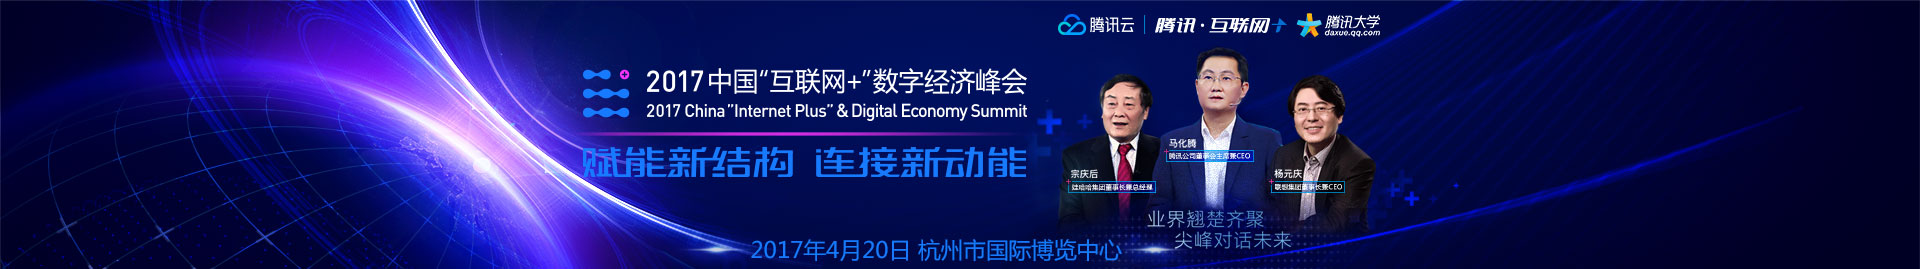 腾讯云
腾讯·互联网+
腾讯大学
daxue.qq.com
2017中国“互联网+”数字经济峰会
2017 China "Internet Plus" & Digital Economy Summit
赋能新结构 连接新动能
马化腾
腾讯公司董事会主席兼CEO
宗庆后
娃哈哈集团董事长兼总经理
杨元庆
联想集团董事长兼CEO
业界翘楚齐聚
尖峰对话未来
2017年4月20日 杭州市国际博览中心